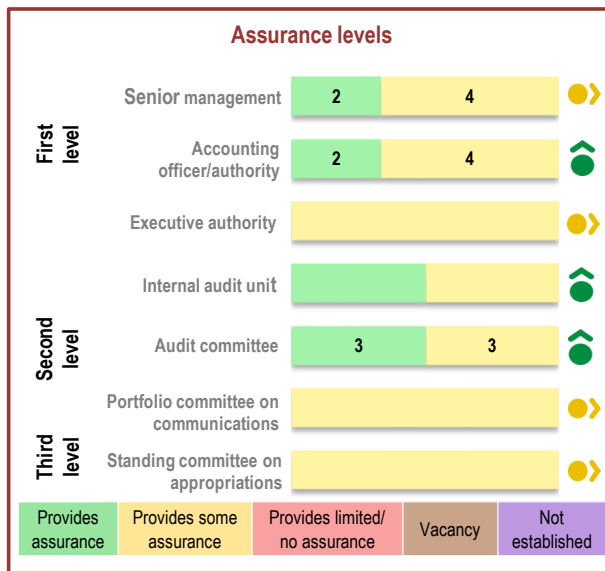 Assurance levels
First level
Senior management
2 4
Accounting officer/authority
2 4
Executive authority
Second level
Internal audit unit
Audit committee
3 3
Third level
Portfolio committee on communications
Standing committee on appropriations
Provides assurance
Provides some assurance
Provides limited/ no assurance
Vacancy
Not established